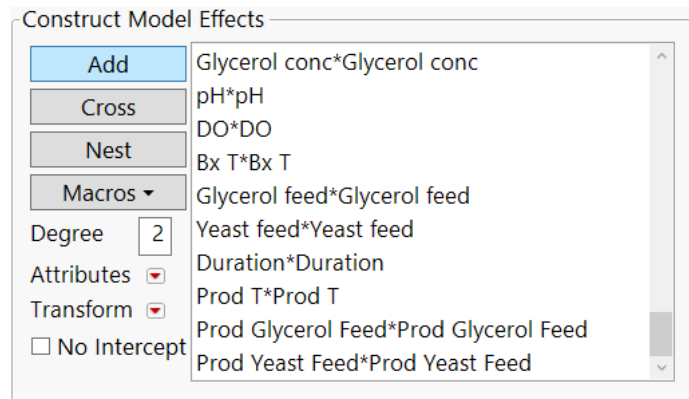 Construct Model Effects
Add
Cross
Nest
Macros
Degree 2
Attributes
Transform
No Intercept
Glycerol conc*Glycerol conc
pH*pH
DO*DO
Bx T*Bx T
Glycerol feed*Glycerol feed
Yeast feed*Yeast feed
Duration*Duration
Prod T*Prod T
Prod Glycerol Feed*Prod Glycerol Feed
Prod Yeast Feed*Prod Yeast Feed